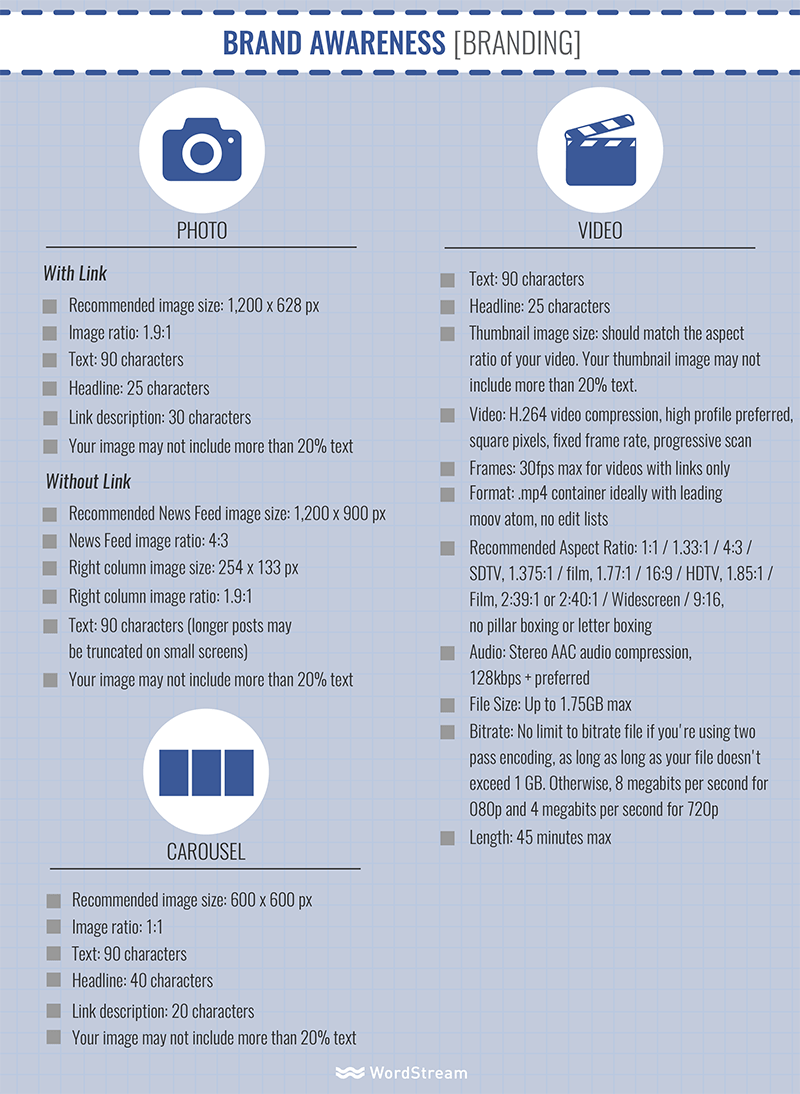 BRAND AWARENESS [BRANDING]
PHOTO
With Link
Recommended image size: 1,200 x 628 px
Image ratio: 1.9:1
Text: 90 characters
Headline: 25 characters
Link description: 30 characters
Your image may not include more than 20% text
Without Link
Recommended News Feed image size: 1,200 x 900 px
News Feed image ratio: 4:3
Right column image size: 254 x 133 px
Right column image ratio: 1.9:1
Text: 90 characters (longer posts may
be truncated on small screens)
Your image may not include more than 20% text
CAROUSEL
Recommended image size: 600 x 600 px
Image ratio: 1:1
Text: 90 characters
Headline: 40 characters
Link description: 20 characters
Your image may not include more than 20% text
VIDEO
Text: 90 characters
Headline: 25 characters
Thumbnail image size: should match the aspect
ratio of your video. Your thumbnail image may not
include more than 20% text.
Video: H.264 video compression, high profile preferred,
square pixels, fixed frame rate, progressive scan
Frames: 30fps max for videos with links only
Format: .mp4 container ideally with leading
moov atom, no edit lists
Recommended Aspect Ratio: 1:1 / 1.33:1 / 4:3 /
SDTV, 1.375:1 / film, 1.77:1 / 16:9 / HDTV, 1.85:1 /
Film, 2:39:1 or 2:40:1 / Widescreen / 9:16,
no pillar boxing or letter boxing
Audio: Stereo AAC audio compression,
128kbps + preferred
File Size: Up to 1.75GB max
Bitrate: No limit to bitrate file if you're using two
pass encoding, as long as long as your file doesn't
exceed 1 GB. Otherwise, 8 megabits per second for
080p and 4 megabits per second for 720p
Length: 45 minutes max
WordStream